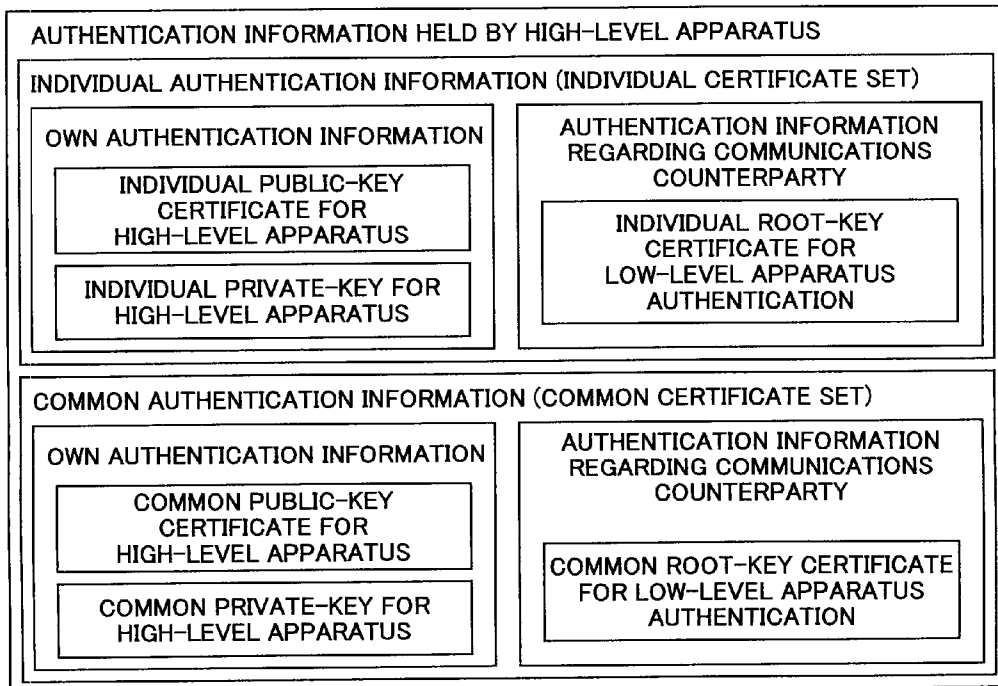 AUTHENTICATION INFORMATION HELD BY HIGH-LEVEL APPARATUS
INDIVIDUAL AUTHENTICATION INFORMATION (INDIVIDUAL CERTIFICATE SET)
OWN AUTHENTICATION INFORMATION
INDIVIDUAL PUBLIC-KEY
CERTIFICATE FOR
HIGH-LEVEL APPARATUS
INDIVIDUAL PRIVATE-KEY FOR
HIGH-LEVEL APPARATUS
AUTHENTICATION INFORMATION
REGARDING COMMUNICATIONS
COUNTERPARTY
INDIVIDUAL ROOT-KEY
CERTIFICATE FOR
LOW-LEVEL APPARATUS
AUTHENTICATION
COMMON AUTHENTICATION INFORMATION (COMMON CERTIFICATE SET)
OWN AUTHENTICATION INFORMATION
COMMON PUBLIC-KEY
CERTIFICATE FOR
HIGH-LEVEL APPARATUS
COMMON PRIVATE-KEY FOR
HIGH-LEVEL APPARATUS
AUTHENTICATION INFORMATION
REGARDING COMMUNICATIONS
COUNTERPARTY
COMMON ROOT-KEY CERTIFICATE
FOR LOW-LEVEL APPARATUS
AUTHENTICATION